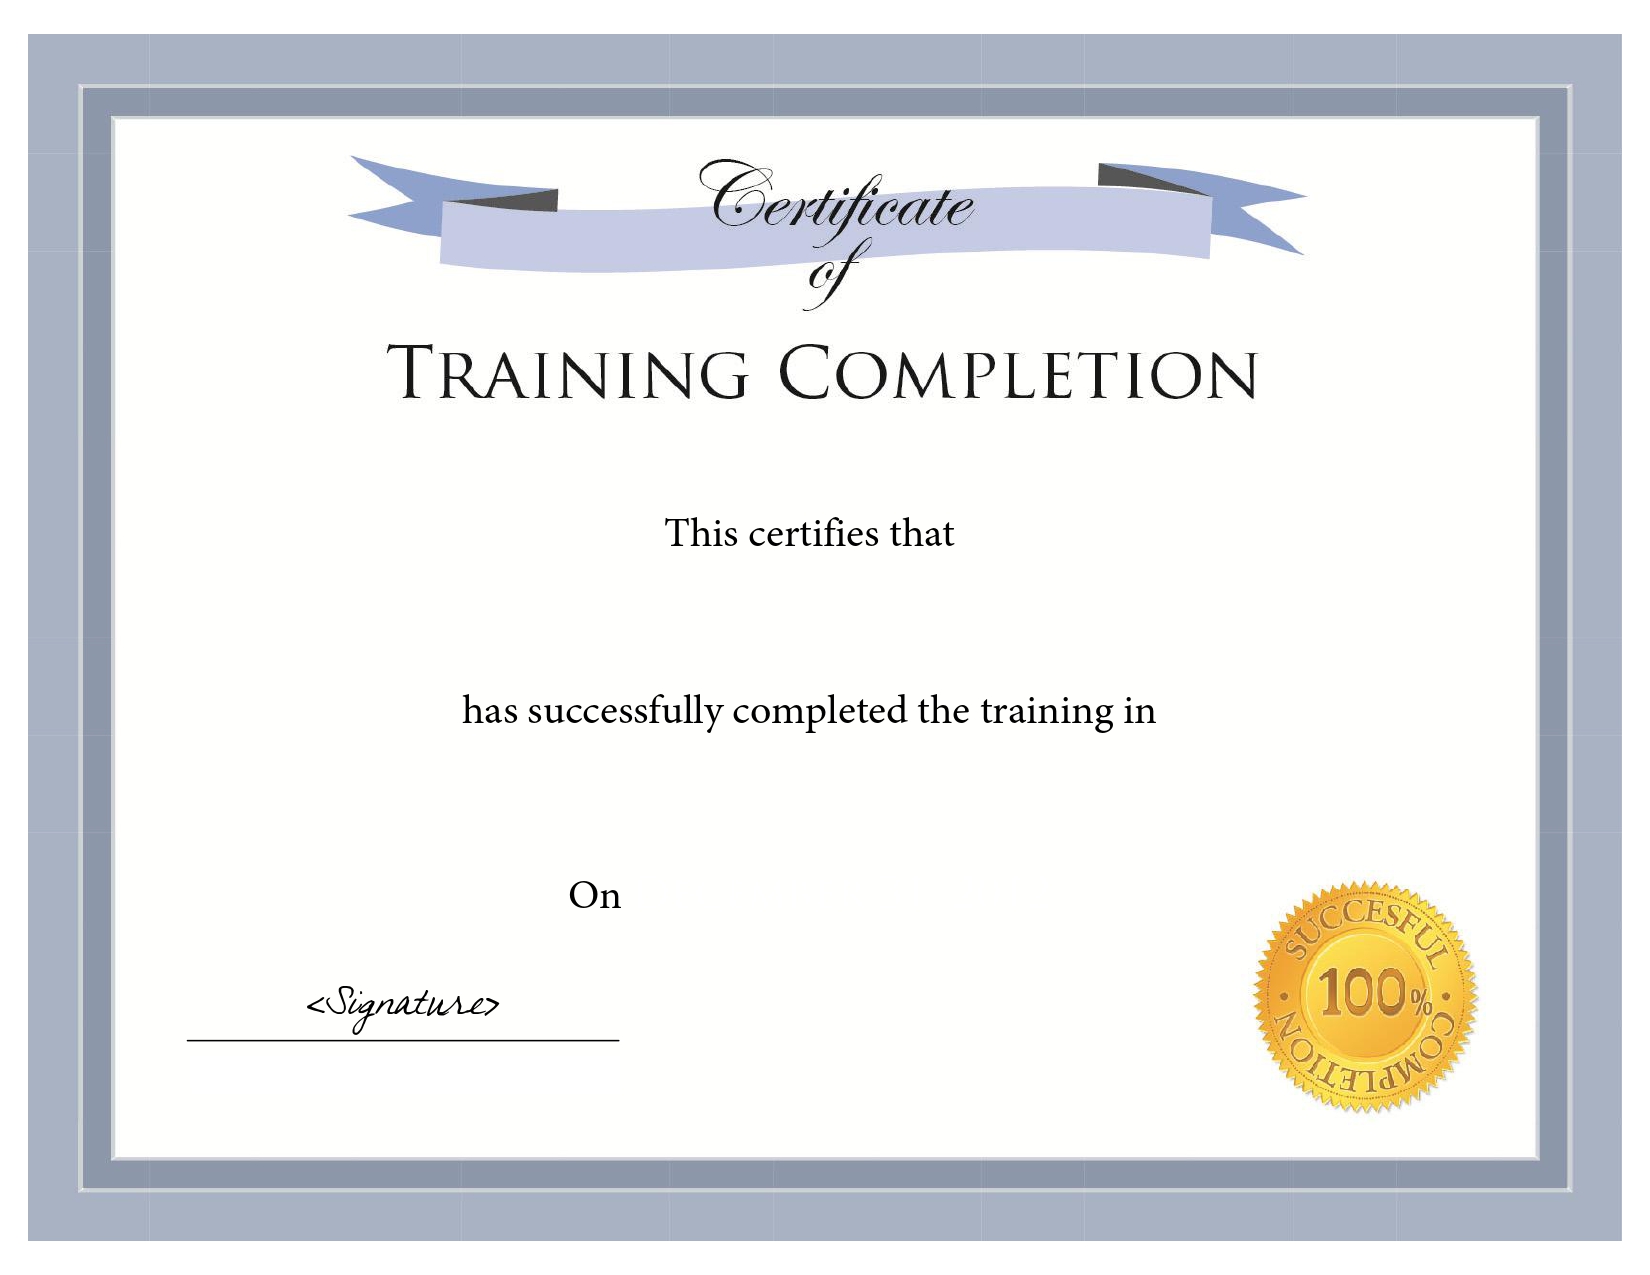 Certificate
of
TRAINING COMPLETION
This certifies that
has successfully completed the training in
On
<Signature>
SUCCESFUL
100%
COMPLETION